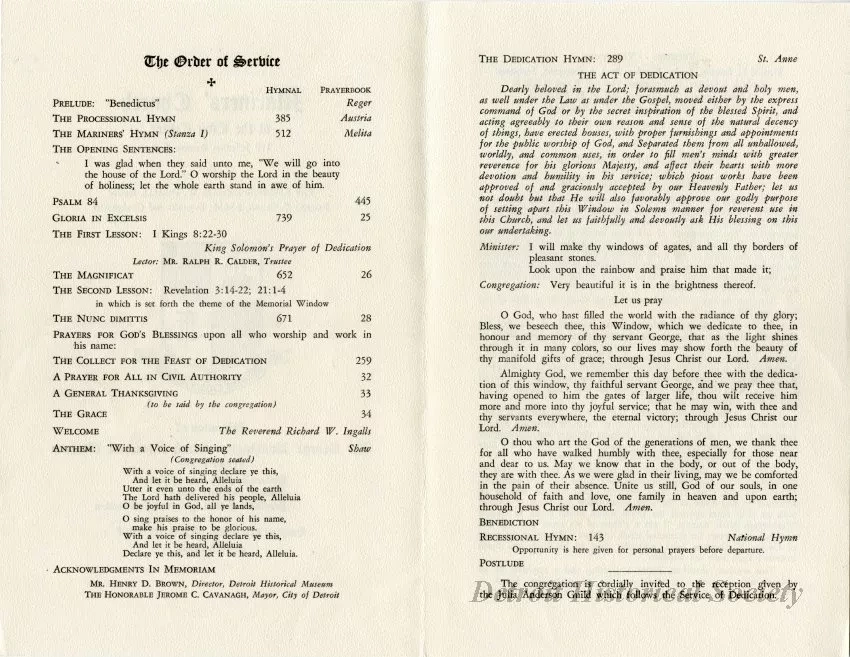 The Order of Service
HYMNAL PRAYERBOOK
PRELUDE: "Benedictus" Reger
THE PROCESSIONAL HYMN 385 Austria
THE MARINERS' HYMN (Stanza I) 512 Melita
THE OPENING SENTENCES:
I was glad when they said unto me, "We will go into
the house of the Lord." O worship the Lord in the beauty
of holiness; let the whole earth stand in awe of him.
PSALM 84 445
GLORIA IN EXCELSIS 739 25
THE FIRST LESSON: I Kings 8:22-30
King Solomon's Prayer of Dedication
Lector: MR. RALPH R. CALDER, Trustee
THE MAGNIFICAT 652 26
THE SECOND LESSON: Revelation 3:14-22; 21:1-4
in which is set forth the theme of the Memorial Window
THE NUNC DIMITTIS 671 28
PRAYERS FOR GOD'S BLESSINGS upon all who worship and work in
his name:
THE COLLECT FOR THE FEAST OF DEDICATION 259
A PRAYER FOR ALL IN CIVIL AUTHORITY 32
A GENERAL THANKSGIVING 33
(to be said by the congregation)
THE GRACE 34
WELCOME The Reverend Richard W. Ingalls
ANTHEM: "With a Voice of Singing" Shaw
(Congregation seated)
With a voice of singing declare ye this,
And let it be heard, Alleluia
Utter it even unto the ends of the earth
The Lord hath delivered his people, Alleluia
O be joyful in God, all ye lands,
O sing praises to the honor of his name,
make his praise to be glorious.
With a voice of singing declare ye this,
And let it be heard, Alleluia
Declare ye this, and let it be heard, Alleluia.
ACKNOWLEDGMENTS IN MEMORIAM
MR. HENRY D. BROWN, Director, Detroit Historical Museum
THE HONORABLE JEROME C. CAVANAGH, Mayor, City of Detroit
THE DEDICATION HYMN: 289 St. Anne
THE ACT OF DEDICATION
Dearly beloved in the Lord; forasmuch as devout and holy men,
as well under the Law as under the Gospel, moved either by the express
command of God or by the secret inspiration of the blessed Spirit, and
acting agreeably to their own reason and sense of the natural decency
of things, have erected houses, with proper furnishings and appointments
for the public worship of God, and Separated them from all unhallowed,
worldly, and common uses, in order to fill men's minds with greater
reverence for his glorious Majesty, and affect their hearts with more
devotion and humility in his service; which pious works have been
approved of and graciously accepted by our Heavenly Father; let us
not doubt but that He will also favorably approve our godly purpose
of setting apart this Window in Solemn manner for reverent use in
this Church, and let us faithfully and devoutly ask His blessing on this
our undertaking.
Minister: I will make thy windows of agates, and all thy borders of
pleasant stones.
Look upon the rainbow and praise him that made it;
Congregation: Very beautiful it is in the brightness thereof.
Let us pray
O God, who hast filled the world with the radiance of thy glory;
Bless, we beseech thee, this Window, which we dedicate to thee, in
honour and memory of thy servant George, that as the light shines
through it in many colors, so our lives may show forth the beauty of
thy manifold gifts of grace; through Jesus Christ our Lord. Amen.
Almighty God, we remember this day before thee with the dedica-
tion of this window, thy faithful servant George, and we pray thee that,
having opened to him the gates of larger life, thou wilt receive him
more and more into thy joyful service; that he may win, with thee and
thy servants everywhere, the eternal victory; through Jesus Christ our
Lord. Amen.
O thou who art the God of the generations of men, we thank thee
for all who have walked humbly with thee, especially for those near
and dear to us. May we know that in the body, or out of the body,
they are with thee. As we were glad in their living, may we be comforted
in the pain of their absence. Unite us still, God of our souls, in one
household of faith and love, one family in heaven and upon earth;
through Jesus Christ our Lord. Amen.
BENEDICTION
RECESSIONAL HYMN: 143 National Hymn
Opportunity is here given for personal prayers before departure.
POSTLUDE
The congregation is cordially invited to the reception given by
the Julia Anderson Guild which follows the Service of Dedication.
Detroit Historical Society